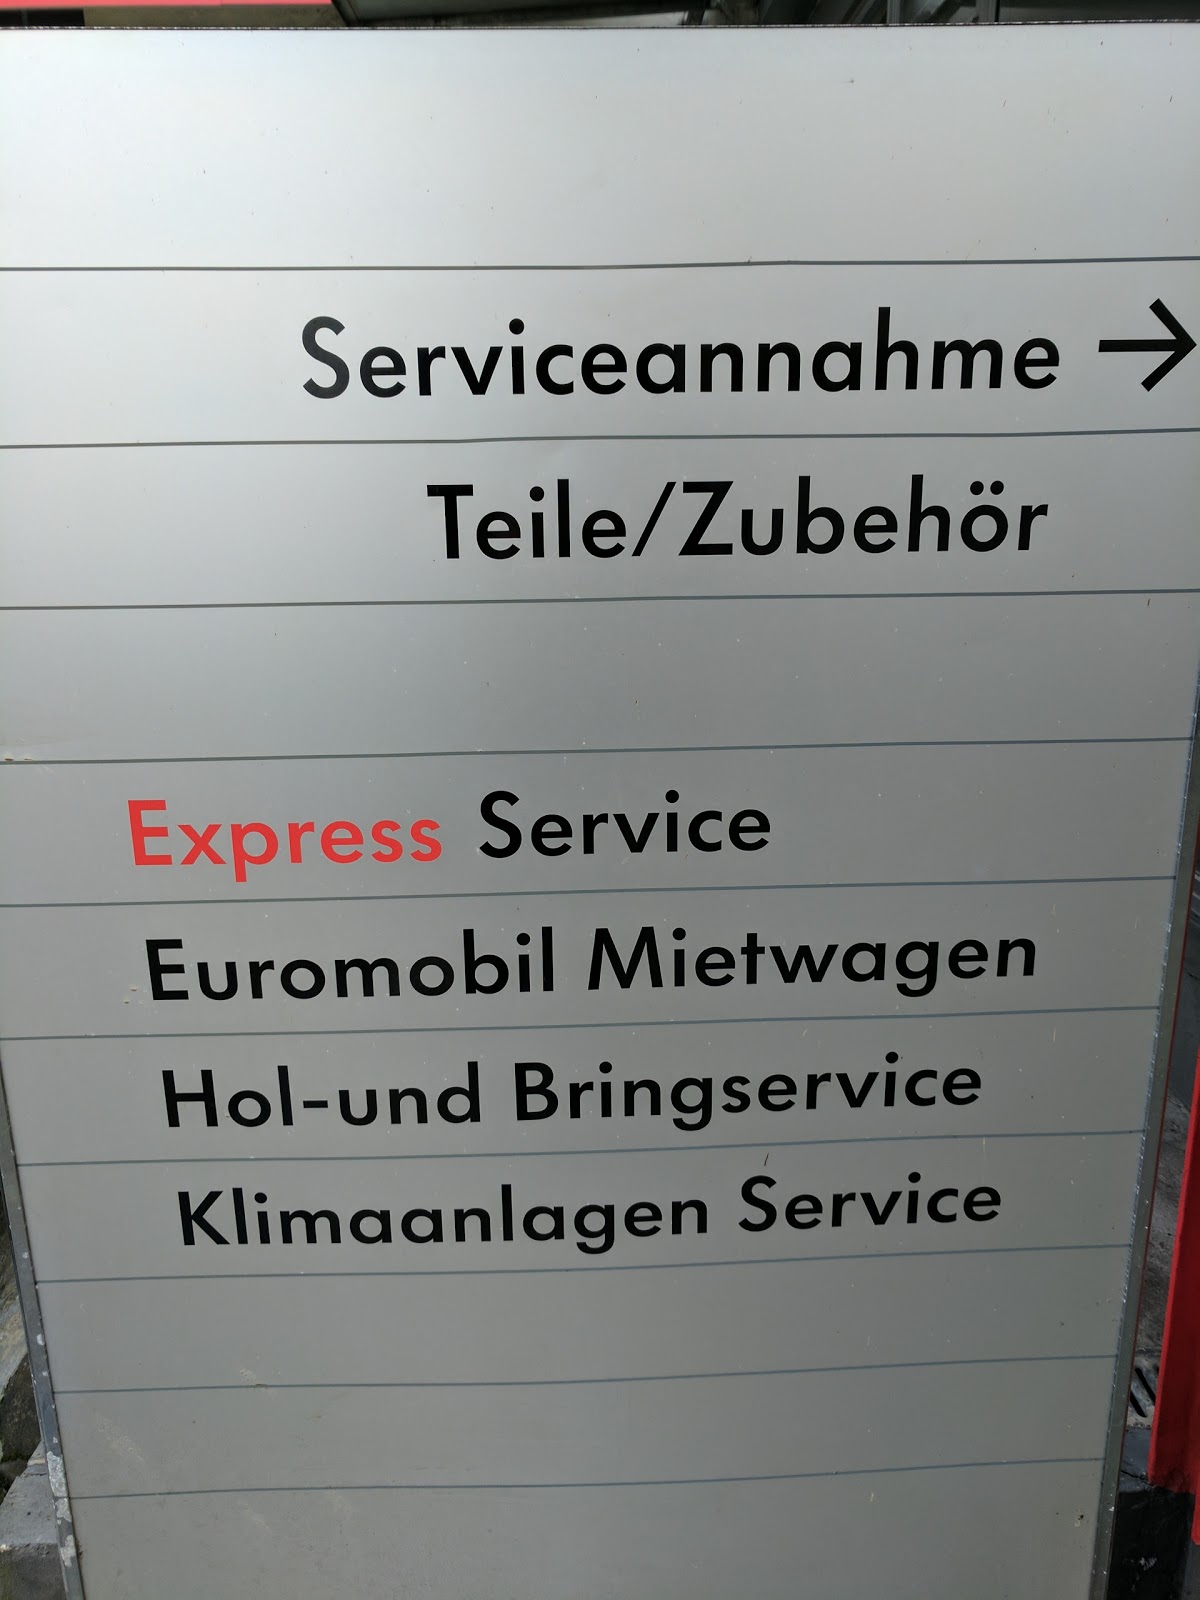 Serviceannahme →
Teile/Zubehör
Express Service
Euromobil Mietwagen
Hol-und Bringservice
Klimaanlagen Service